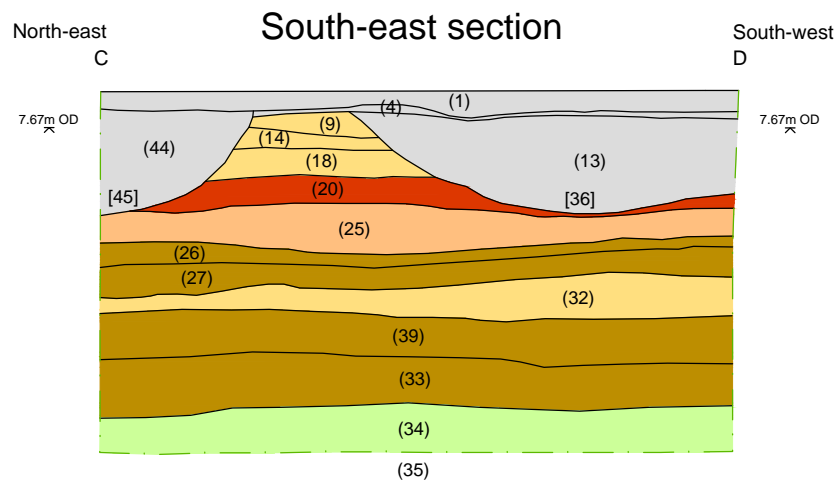 South-east section
North-east
C
South-west
D
7.67m OD
7.67m OD
(1)
(4)
(9)
(14)
(44)
(18)
(13)
(20)
[45]
[36]
(25)
(26)
(27)
(32)
(39)
(33)
(34)
(35)